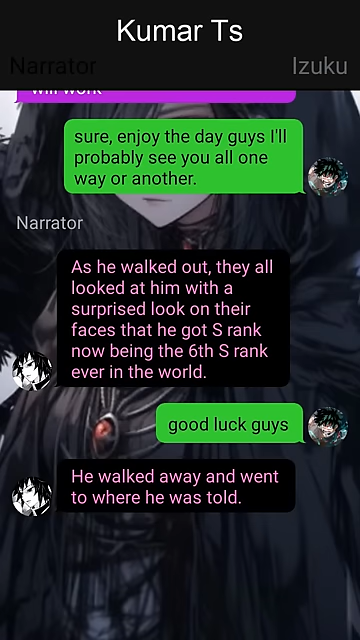 Kumar Ts
Narrator
Izuku
will work
sure, enjoy the day guys I'll
probably see you all one
way or another.
Narrator
As he walked out, they all
looked at him with a
surprised look on their
faces that he got S rank
now being the 6th S rank
ever in the world.
good luck guys
He walked away and went
to where he was told.